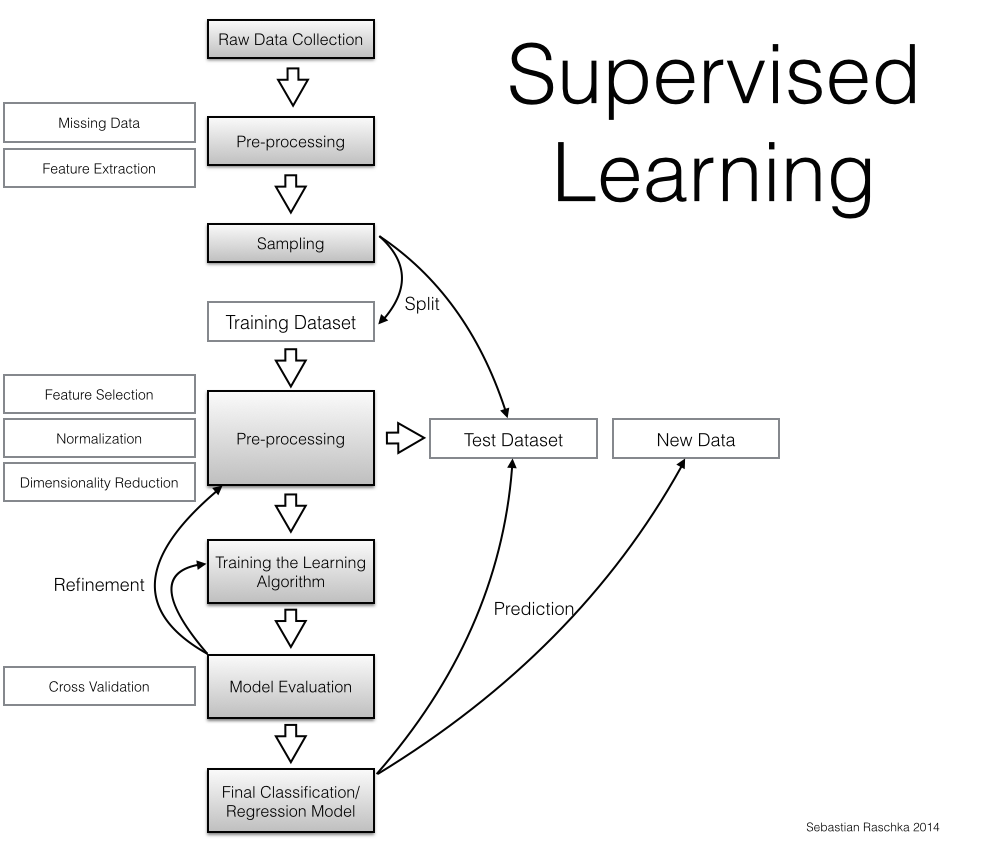 Supervised
Learning
Raw Data Collection
Missing Data
Feature Extraction
Pre-processing
Sampling
Split
Training Dataset
Feature Selection
Normalization
Dimensionality Reduction
Pre-processing
Test Dataset
New Data
Training the Learning
Algorithm
Refinement
Prediction
Cross Validation
Model Evaluation
Final Classification/
Regression Model
Sebastian Raschka 2014